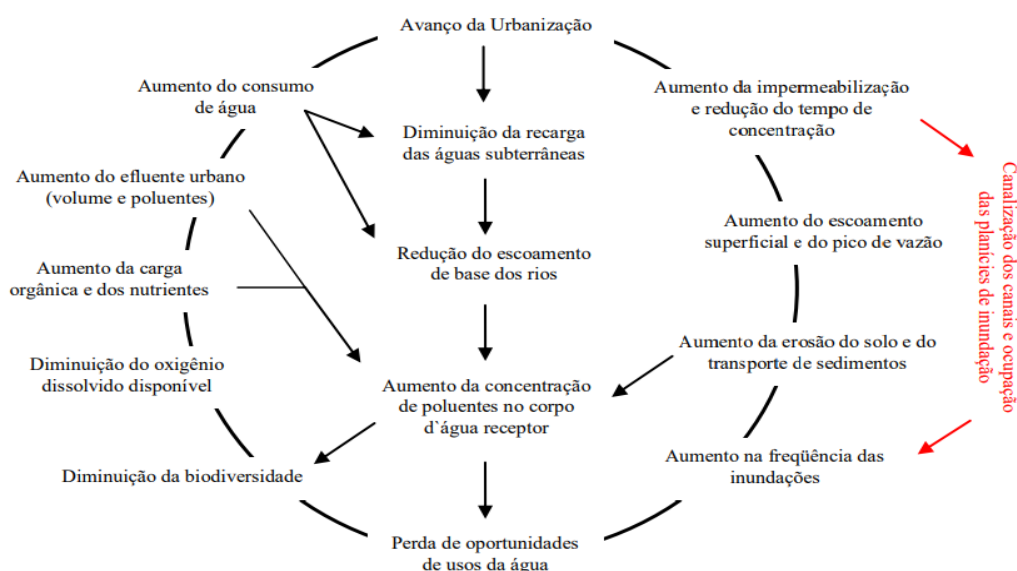 Avanço da Urbanização
Aumento do consumo
de água
Aumento da impermeabilização
e redução do tempo de
concentração
Diminuição da recarga
das águas subterrâneas
Canalização dos canais e ocupação
das planícies de inundação
Aumento do efluente urbano
(volume e poluentes)
Aumento do escoamento
superficial e do pico de vazão
Redução do escoamento
de base dos rios
Aumento da carga
orgânica e dos nutrientes
Aumento da erosão do solo e do
transporte de sedimentos
Diminuição do oxigênio
dissolvido disponível
Aumento da concentração
de poluentes no corpo
d`água receptor
Aumento na freqüência das
inundações
Diminuição da biodiversidade
Perda de oportunidades
de usos da água